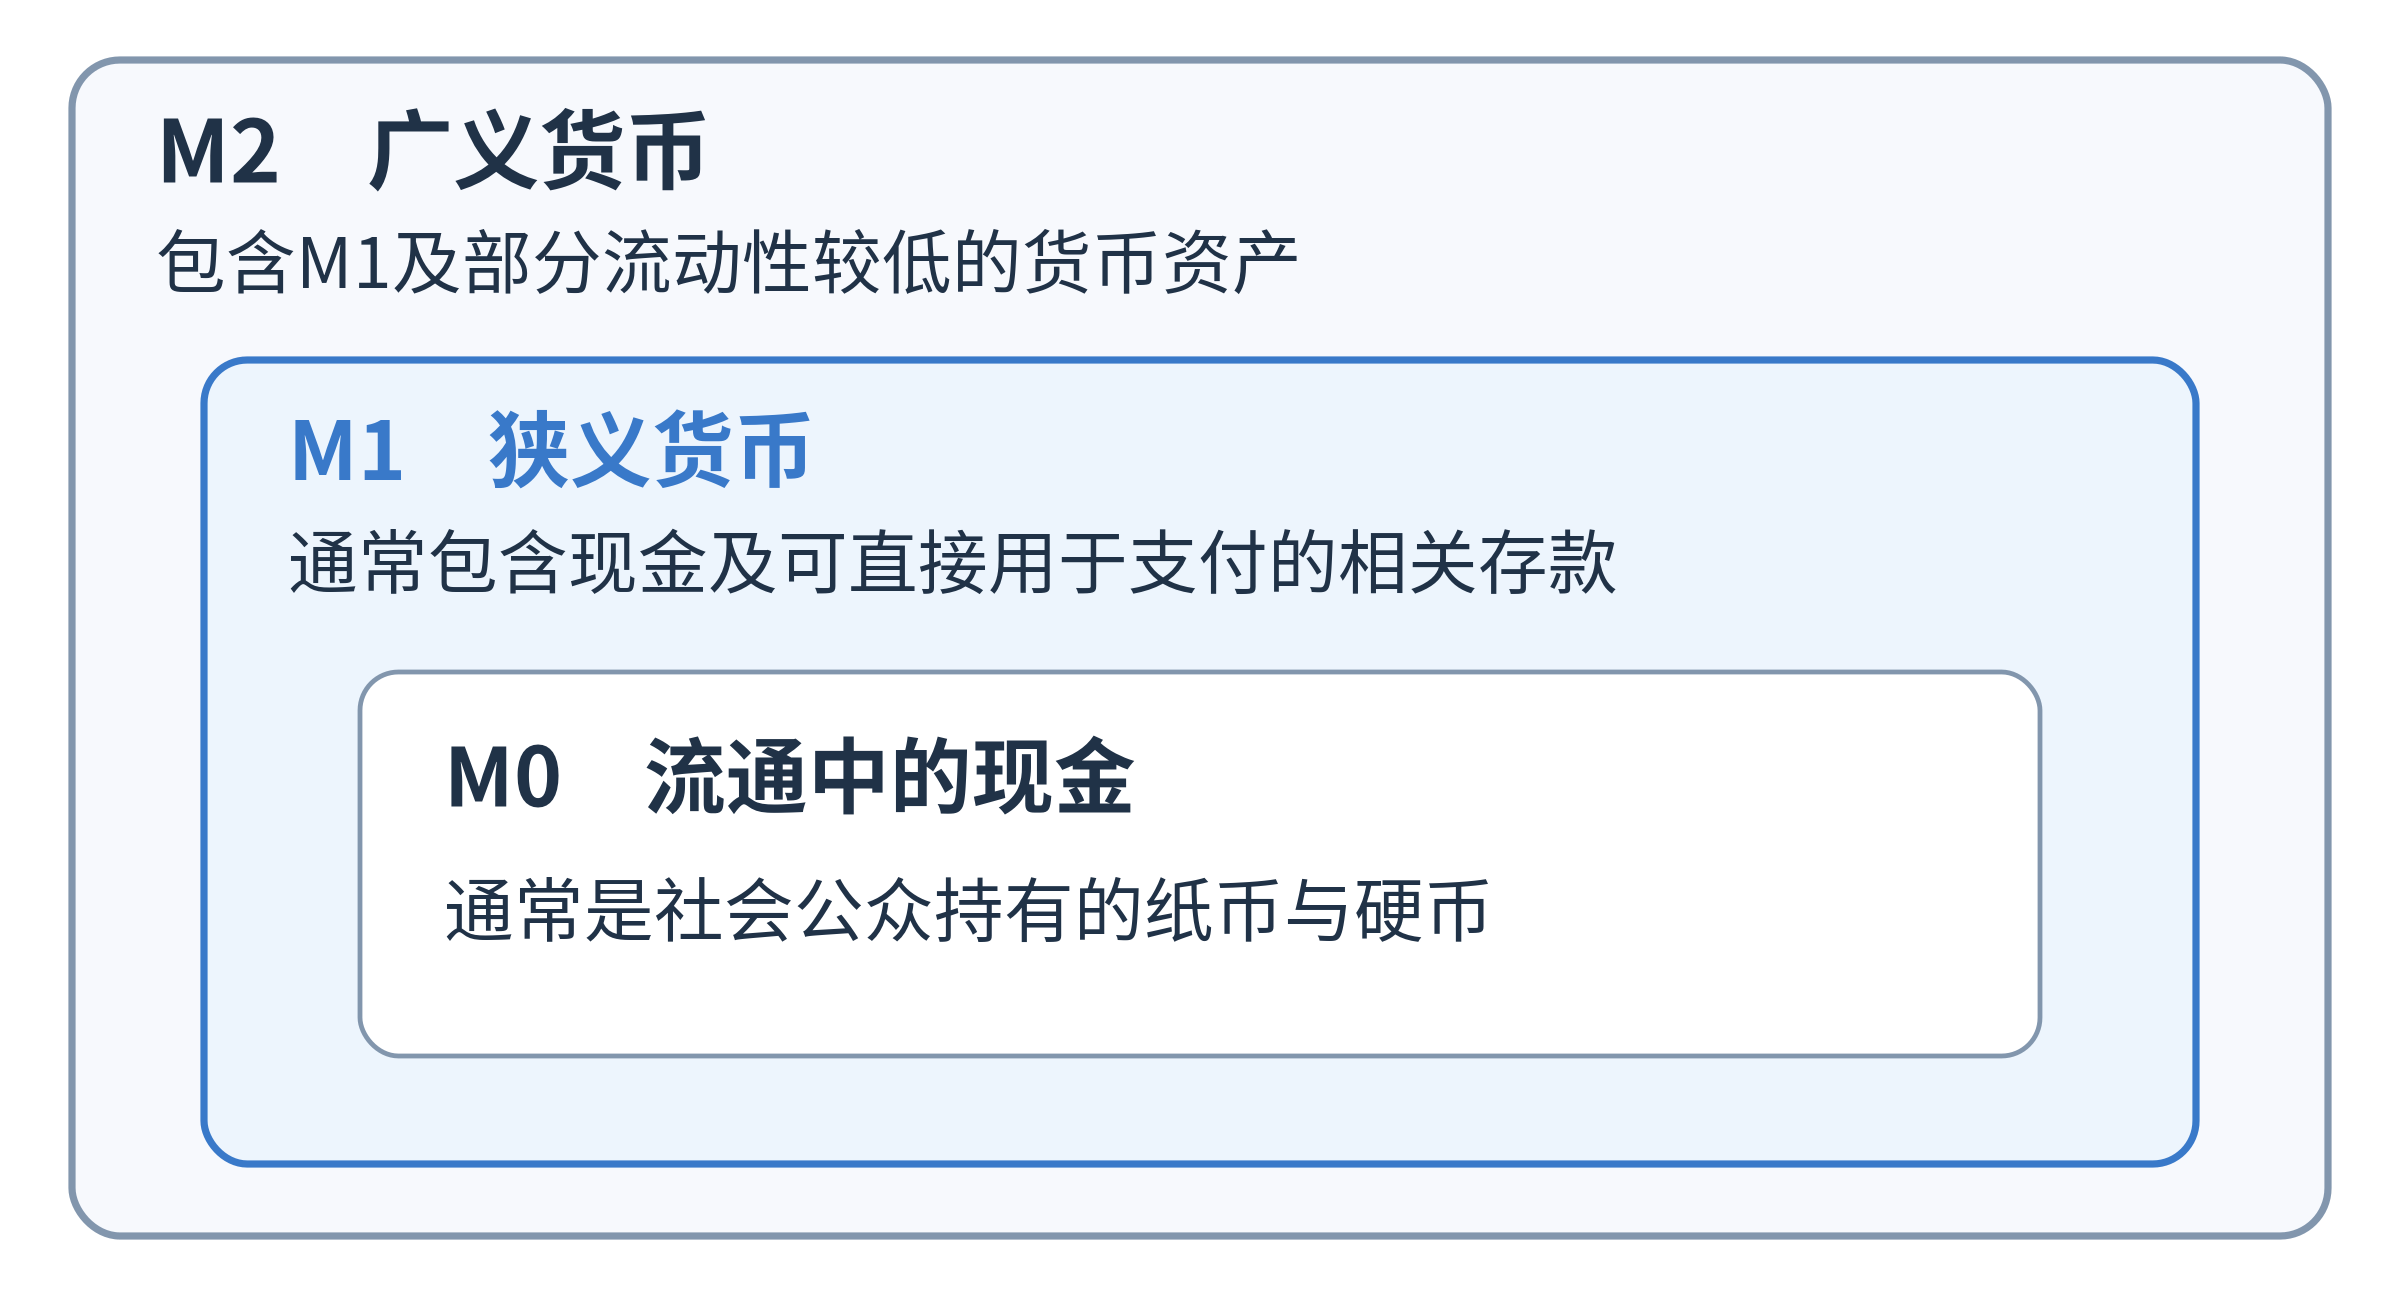 M2　广义货币
包含M1及部分流动性较低的货币资产
M1　狭义货币
通常包含现金及可直接用于支付的相关存款
M0　流通中的现金
通常是社会公众持有的纸币与硬币